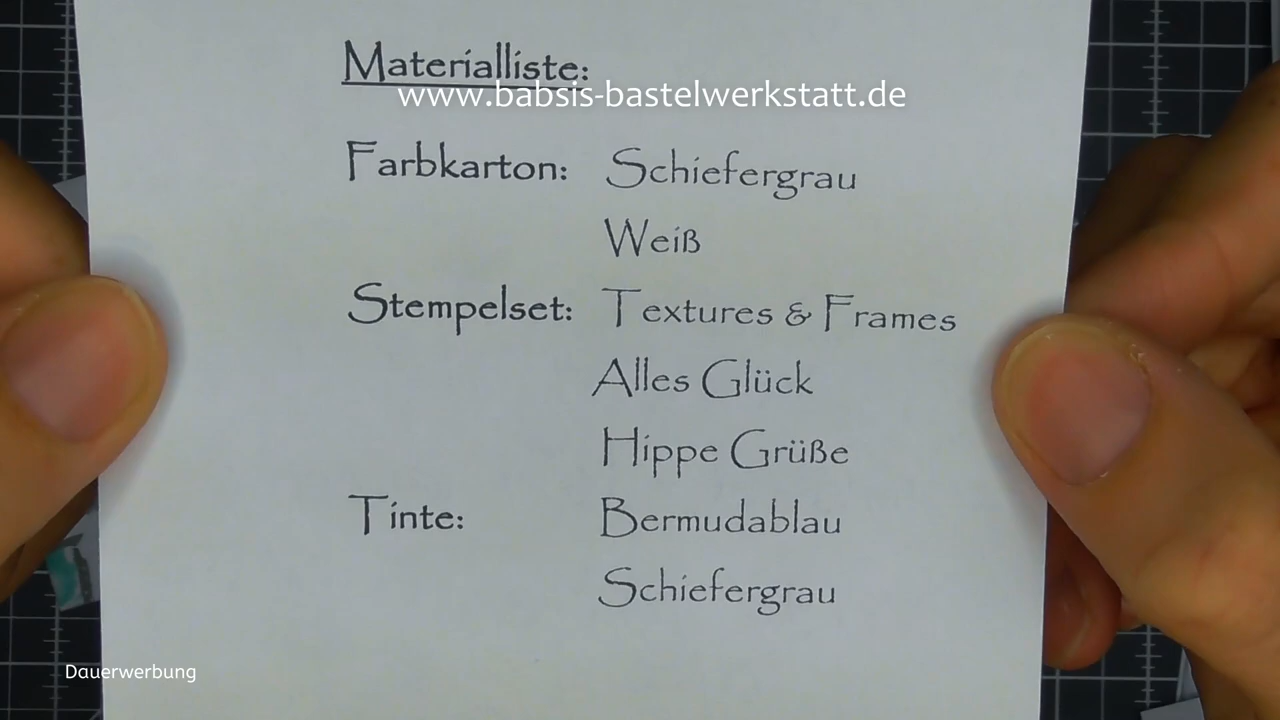 Materialliste:
www.babsis-bastelwerkstatt.de
Farbkarton: Schiefergrau
Weiß
Stempelset: Textures & Frames
Alles Glück
Hippe Grüße
Tinte: Bermudablau
Schiefergrau
Dauerwerbung